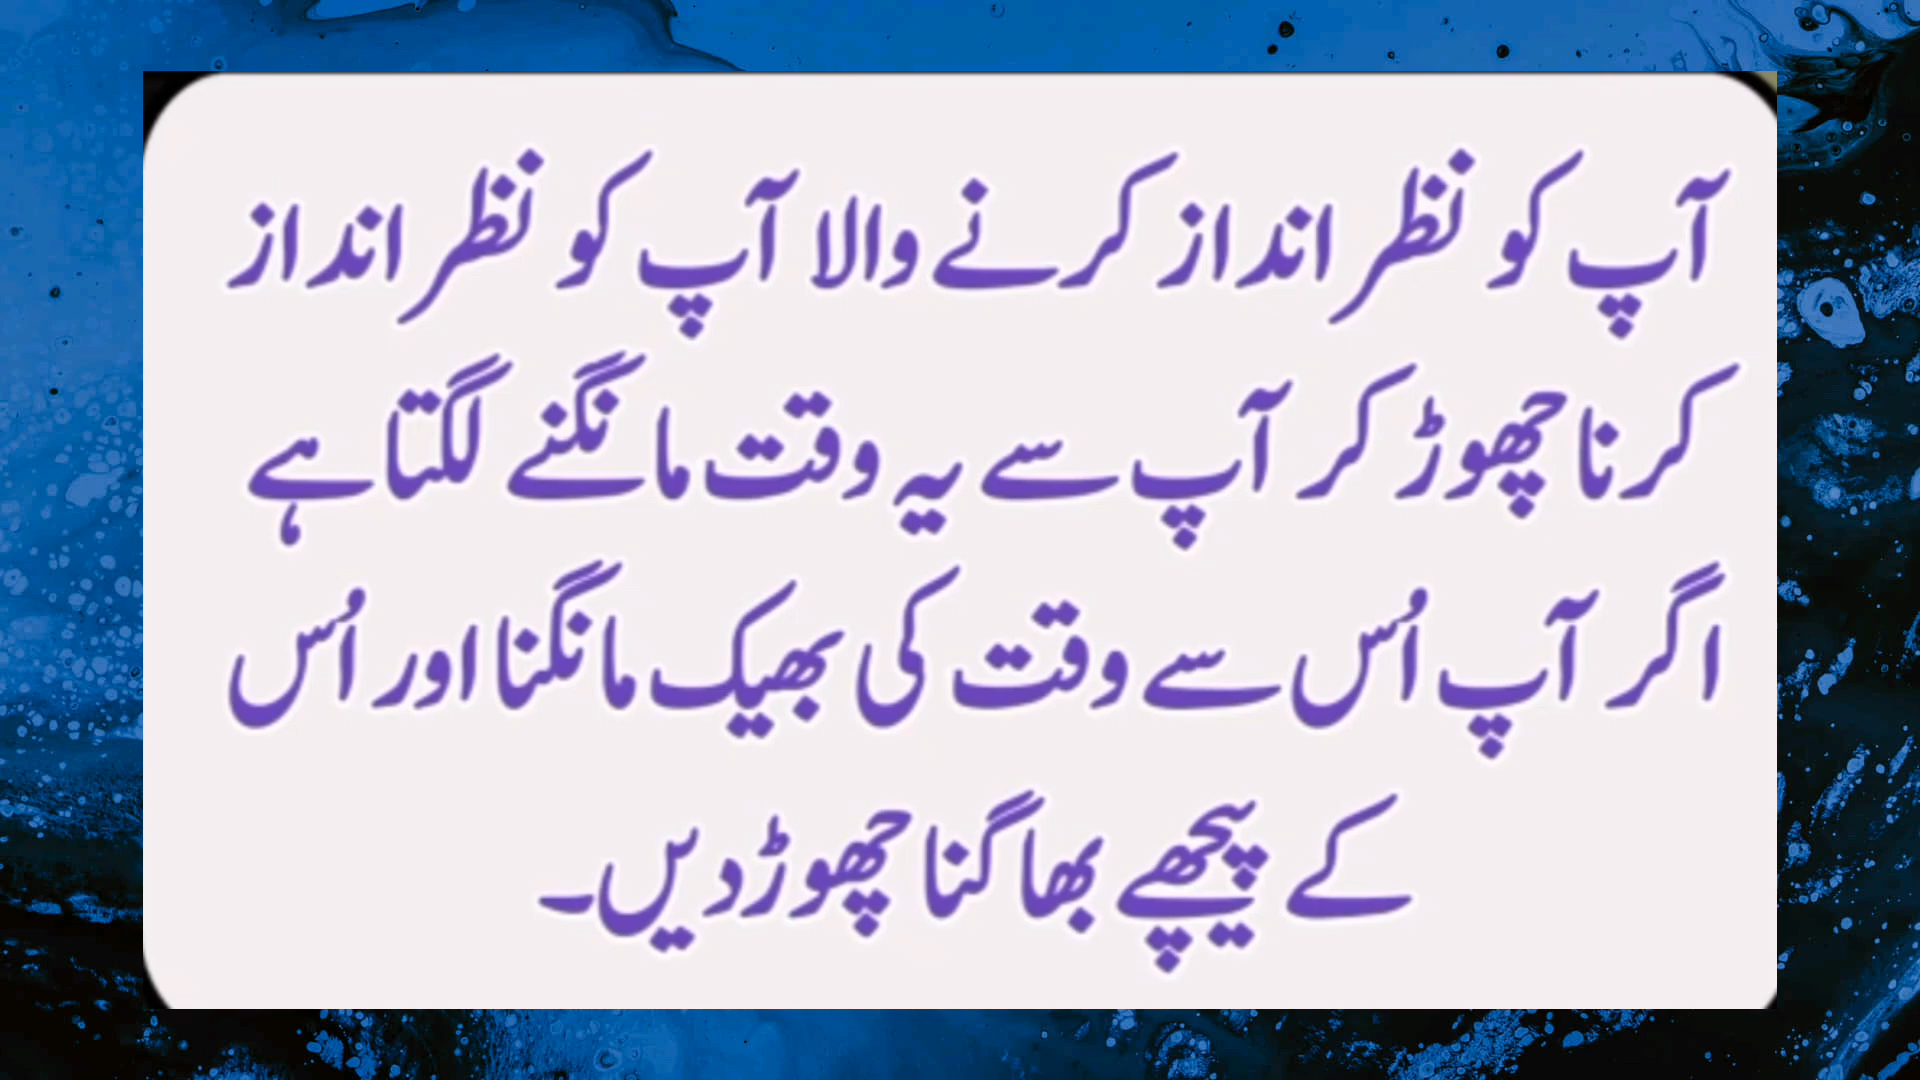 آپ کو نظر انداز کرنے والا آپ کو نظر انداز
کرنا چھوڑ کر آپ سے یہ وقت مانگنے لگتا ہے
اگر آپ اُس سے وقت کی بھیک مانگنا اور اُس
کے پیچھے بھاگنا چھوڑ دیں۔